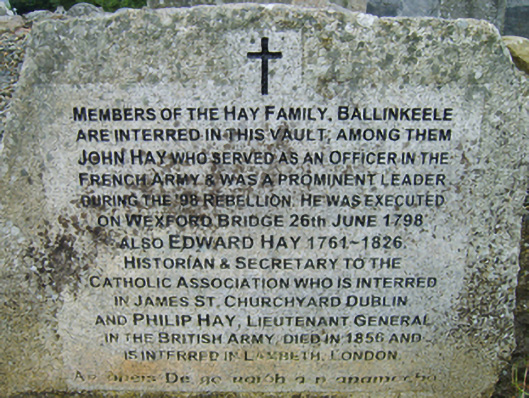 MEMBERS OF THE HAY FAMILY, BALLINKEELE
ARE INTERRED IN THIS VAULT, AMONG THEM
JOHN HAY WHO SERVED AS AN OFFICER IN THE
FRENCH ARMY & WAS A PROMINENT LEADER
DURING THE '98 REBELLION. HE WAS EXECUTED
ON WEXFORD BRIDGE 26th JUNE 1798
ALSO EDWARD HAY 1761-1826.
HISTORIAN & SECRETARY TO THE
CATHOLIC ASSOCIATION WHO IS INTERRED
IN JAMES ST. CHURCHYARD DUBLIN
AND PHILIP HAY, LIEUTENANT GENERAL
IN THE BRITISH ARMY, DIED IN 1856 AND
IS INTERRED IN LAMBETH, LONDON
De go